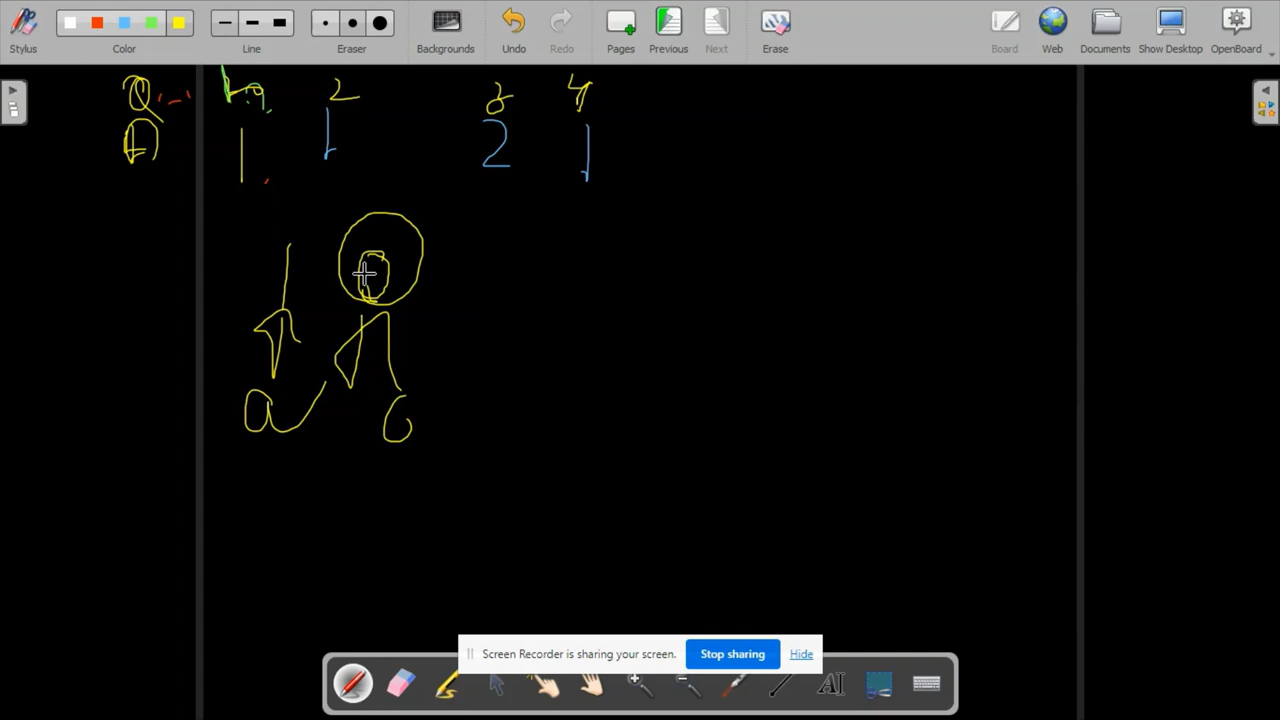 Stylus Color Line Eraser Backgrounds Undo Redo Pages Previous Next Erase Board Web Documents Show Desktop OpenBoard
2 3 4
1 1 2 1
a
Screen Recorder is sharing your screen. Stop sharing Hide